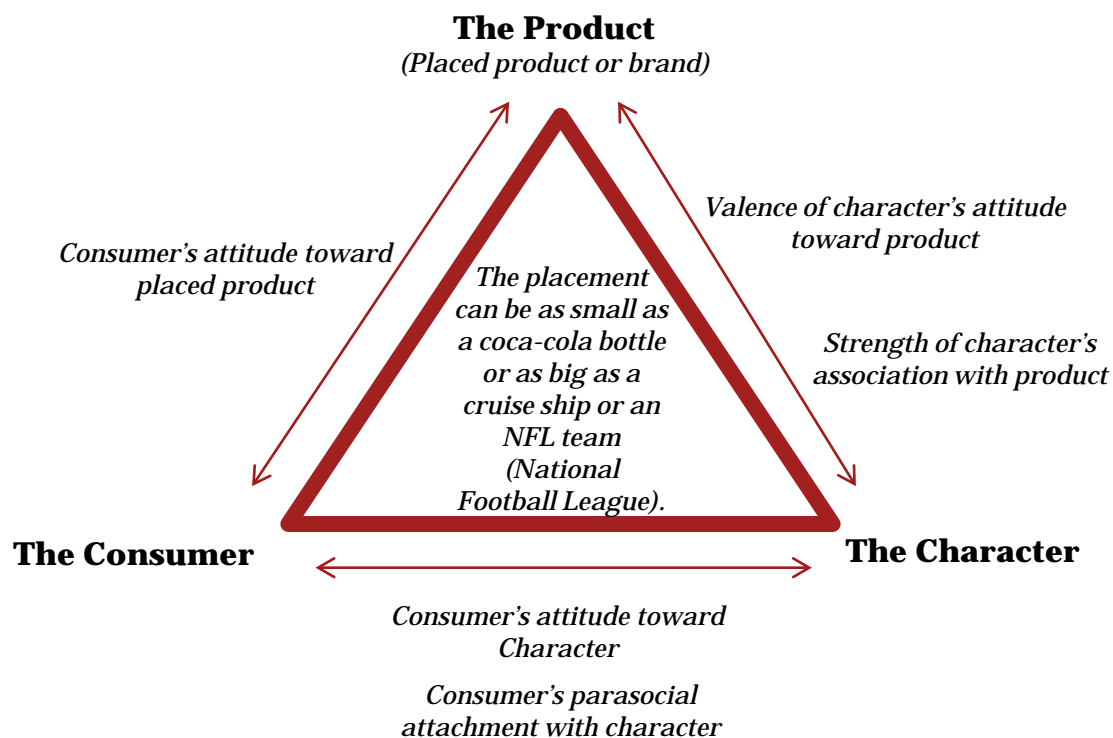 The Product
(Placed product or brand)
Valence of character's attitude
toward product
Consumer's attitude toward
placed product
The placement
can be as small as
a coca-cola bottle
or as big as a
cruise ship or an
NFL team
(National
Football League).
Strength of character's
association with product
The Consumer
The Character
Consumer's attitude toward
Character
Consumer's parasocial
attachment with character